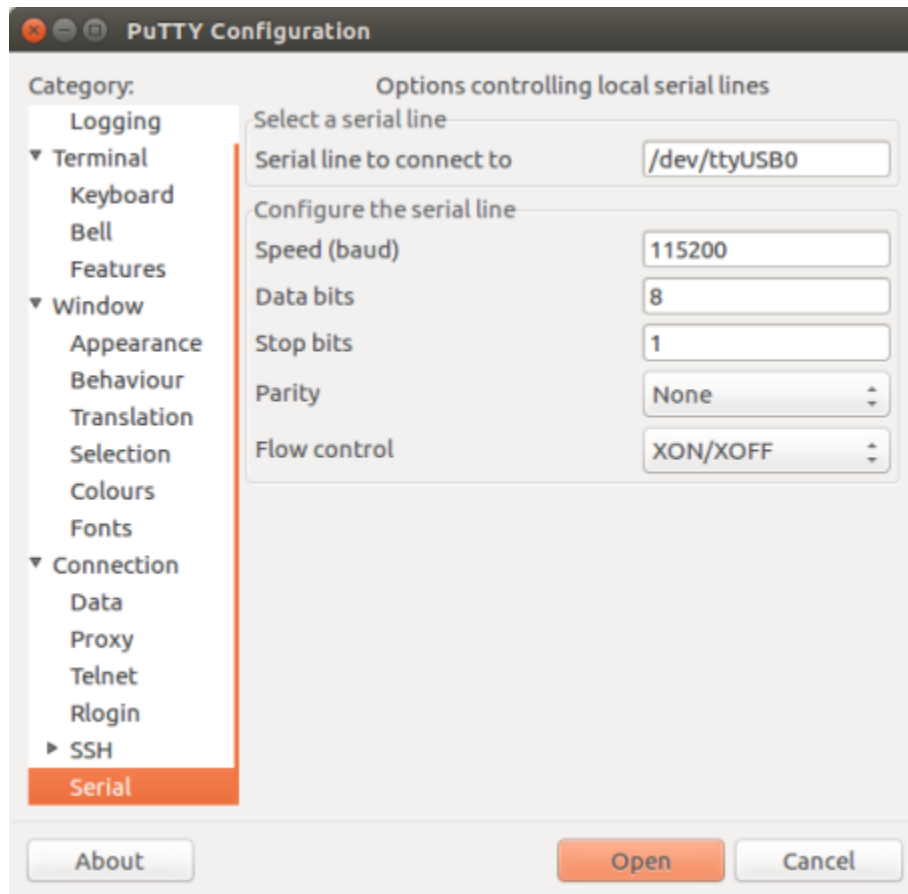 PuTTY Configuration
Category:
Logging
Terminal
Keyboard
Bell
Features
Window
Appearance
Behaviour
Translation
Selection
Colours
Fonts
Connection
Data
Proxy
Telnet
Rlogin
SSH
Serial
Options controlling local serial lines
Select a serial line
Serial line to connect to /dev/ttyUSB0
Configure the serial line
Speed (baud) 115200
Data bits 8
Stop bits 1
Parity None
Flow control XON/XOFF
About Open Cancel